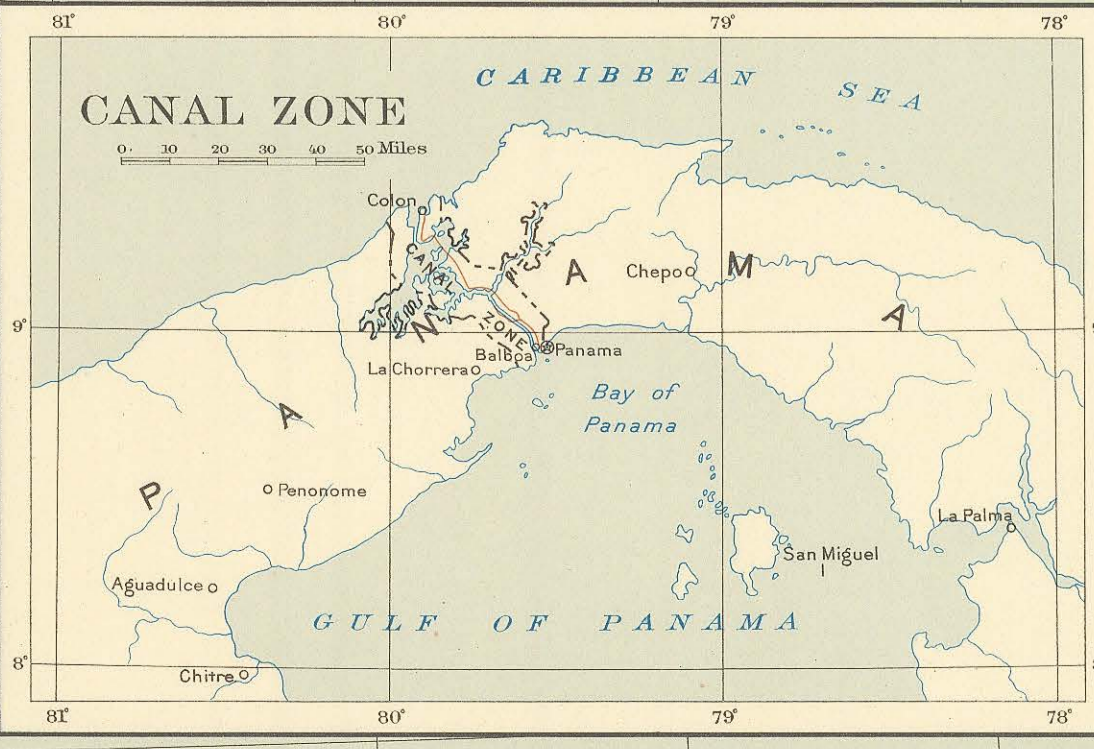 81° 80° 79° 78°
CARIBBEAN SEA
CANAL ZONE
0 10 20 30 40 50 Miles
Colon
CANAL ZONE
Chepo
PANAMA
9°
Balboa
Panama
La Chorrera
Bay of
Panama
Penonome
La Palma
San Miguel
I
Aguadulce
GULF OF PANAMA
8°
Chitre
81° 80° 79° 78°